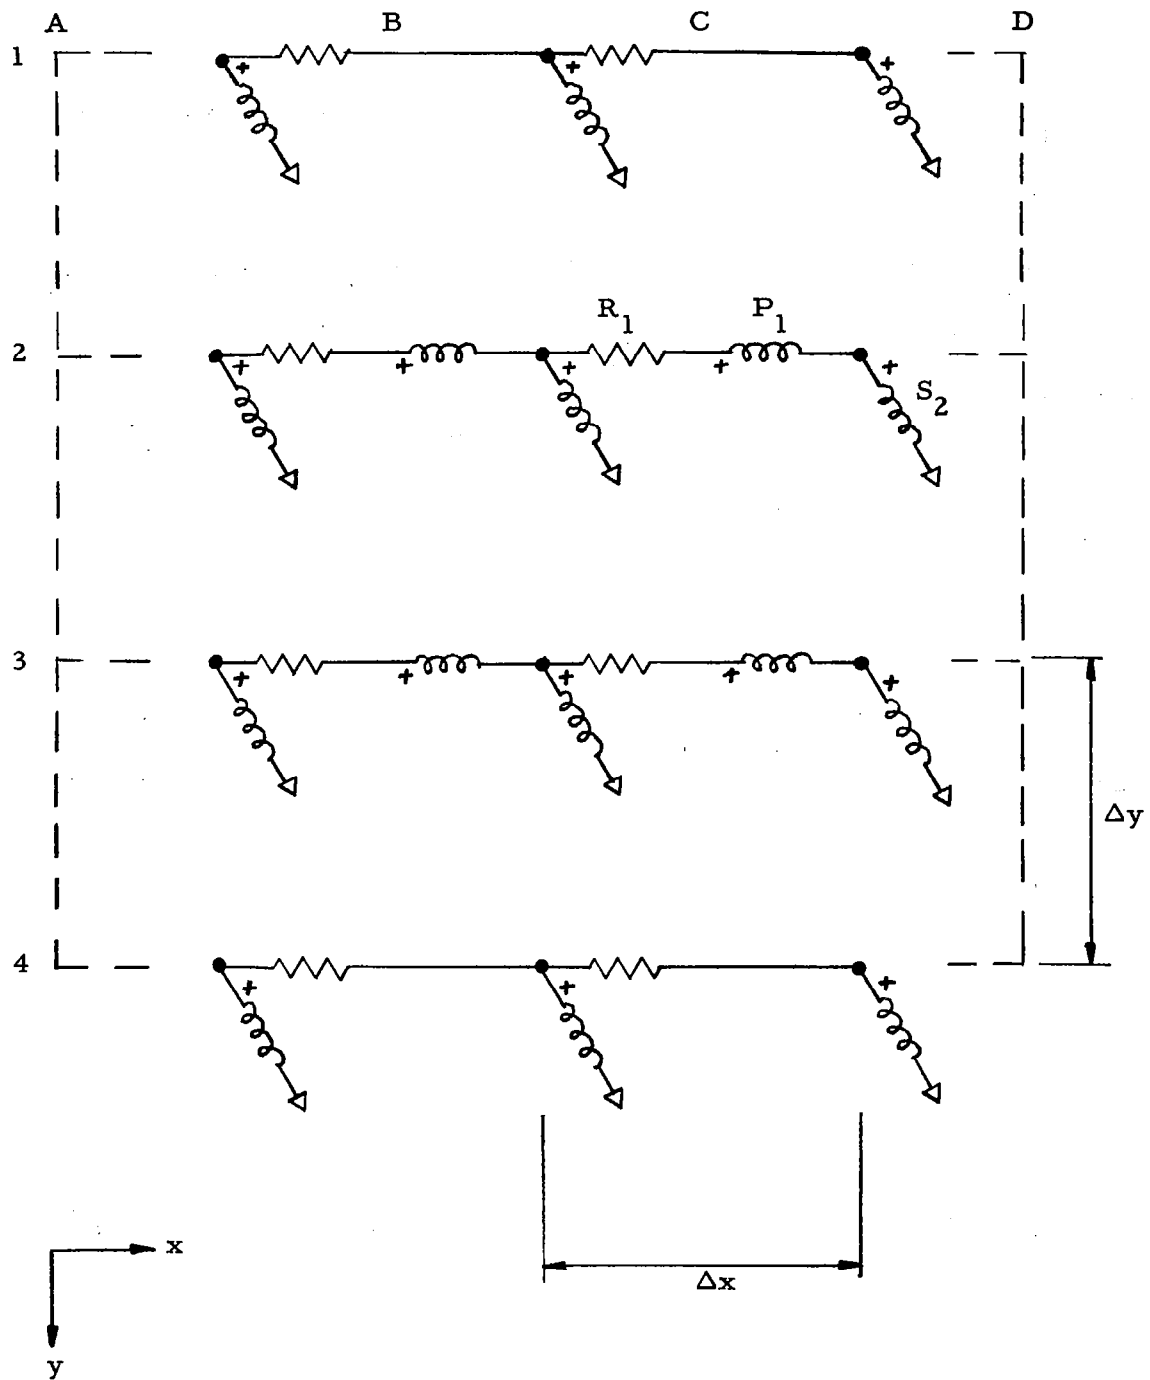 A B C D
1
+ + +
R1 P1
2
+ + + + +
S2
3
+ + + + +
Δy
4
+ + +
x
Δx
y